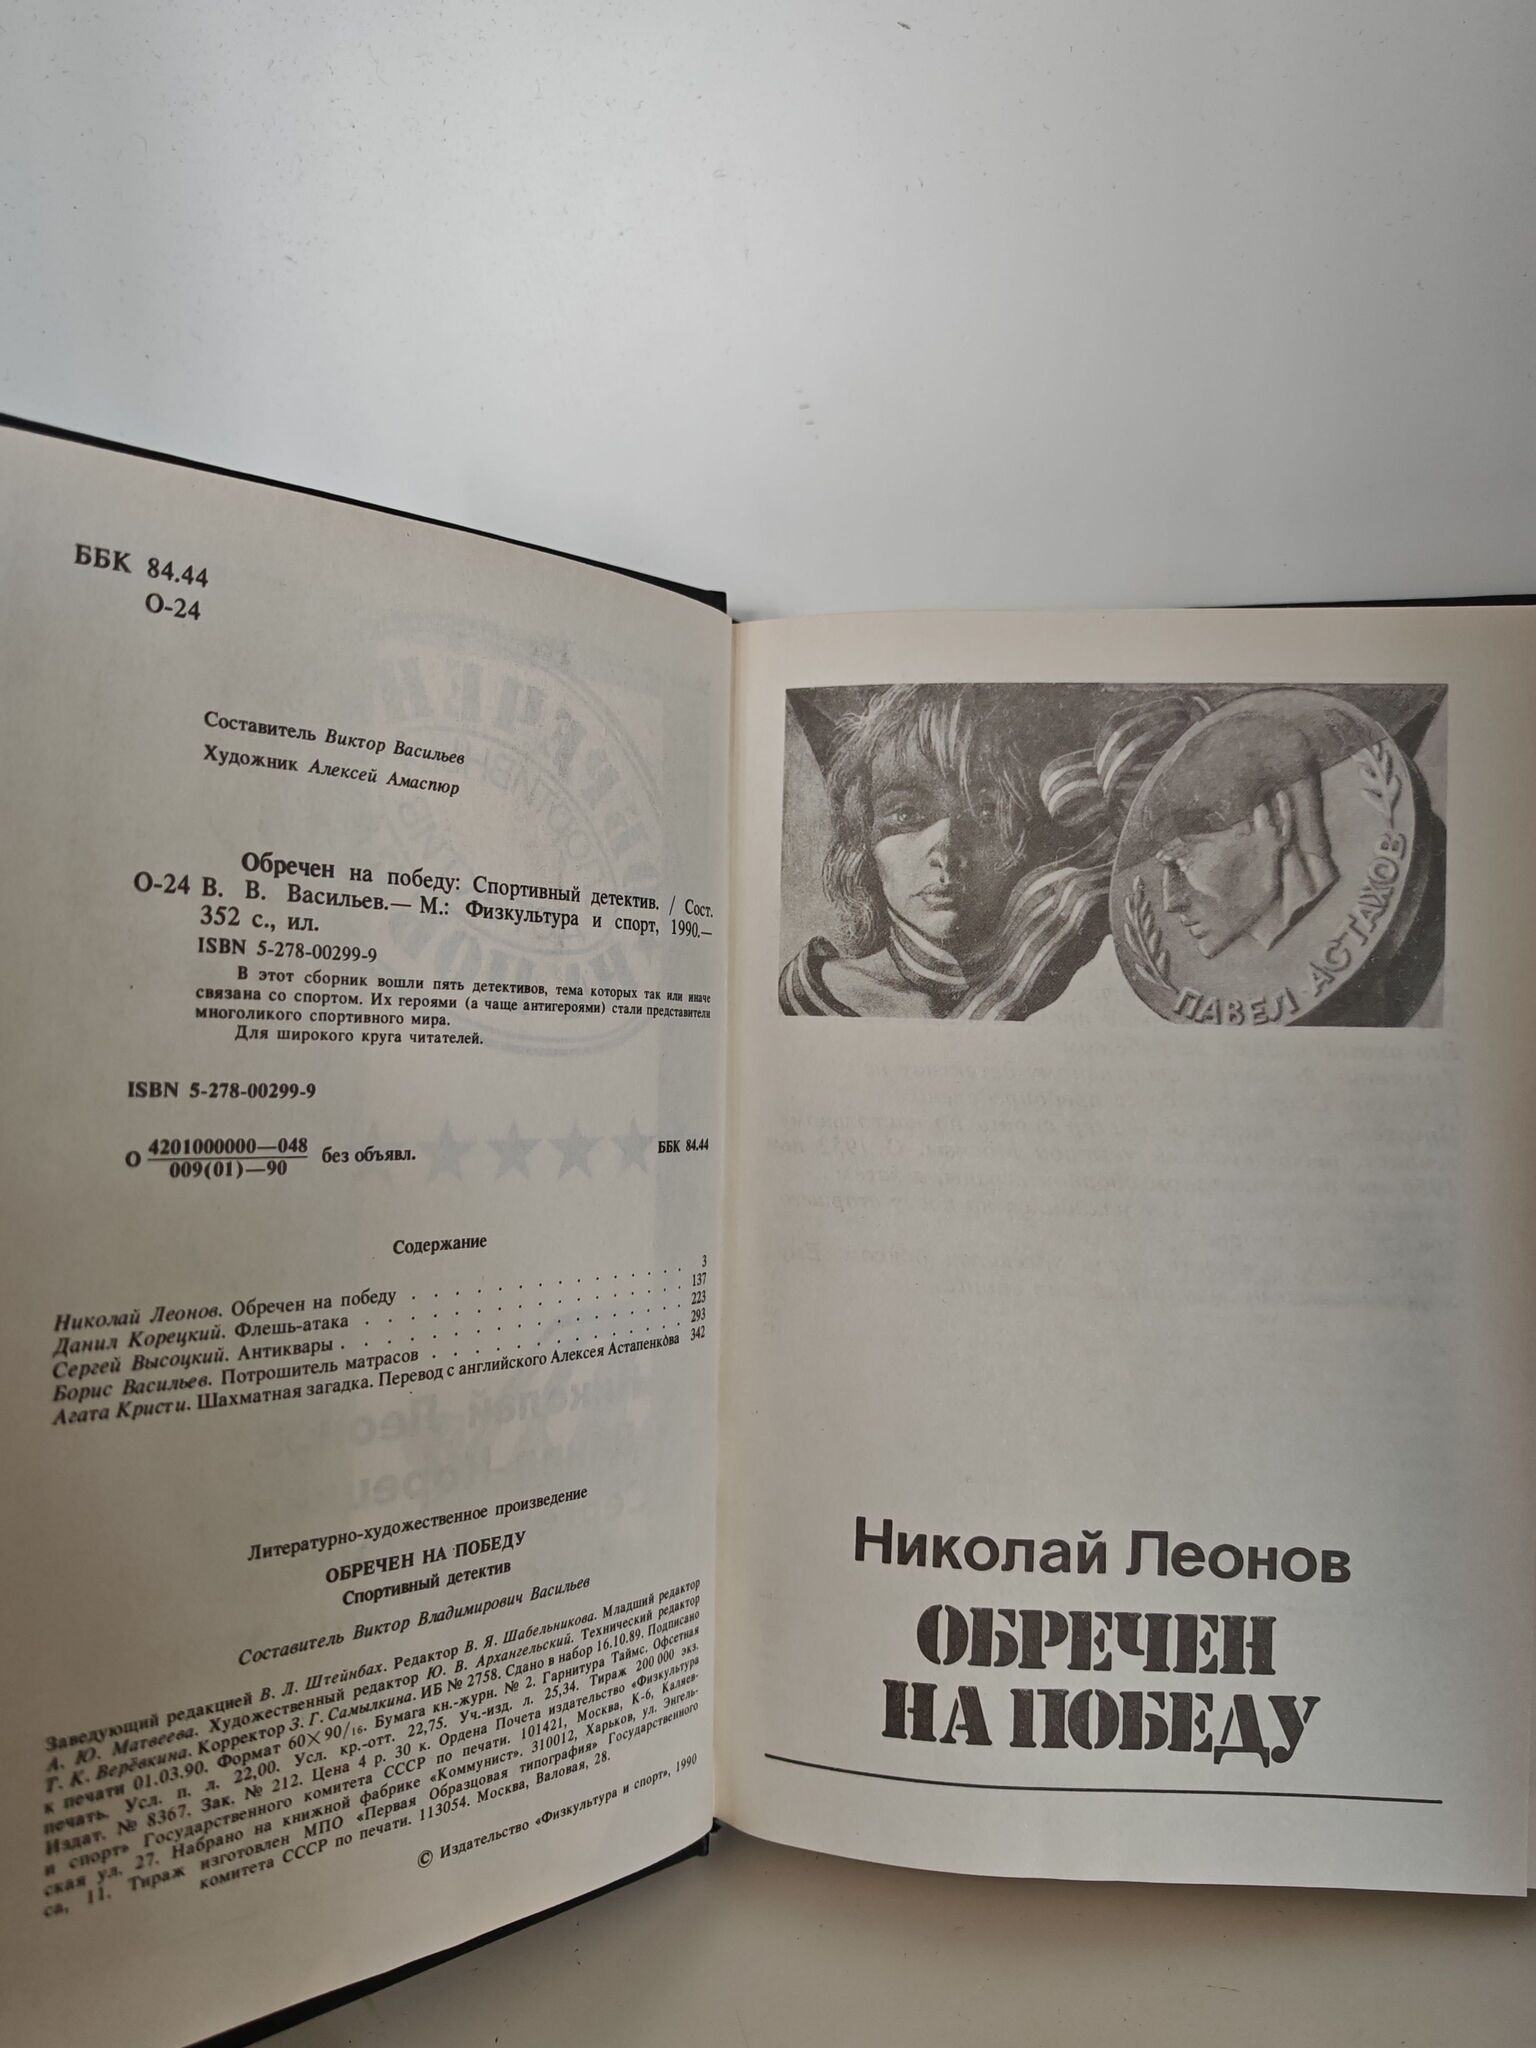 ББК 84.44
О-24
Составитель Виктор Васильев
Художник Алексей Амаспюр
Обречен на победу: Спортивный детектив. / Сост.
О-24 В. В. Васильев.— М.: Физкультура и спорт, 1990.—
352 с., ил.
ISBN 5-278-00299-9
В этот сборник вошли пять детективов, тема которых так или иначе
связана со спортом. Их героями (а чаще антигероями) стали представители
многоликого спортивного мира.
Для широкого круга читателей.
ISBN 5-278-00299-9
О 4201000000—048 без объявл. ББК 84.44
009(01)—90
Содержание
Николай Леонов. Обречен на победу . . . . . . . . . . . . . . 3
Данил Корецкий. Флешь-атака . . . . . . . . . . . . . . . 137
Сергей Высоцкий. Антиквары . . . . . . . . . . . . . . . 223
Борис Васильев. Потрошитель матрасов . . . . . . . . . . . . 293
Агата Кристи. Шахматная загадка. Перевод с английского Алексея Астапенкова 342
Литературно-художественное произведение
ОБРЕЧЕН НА ПОБЕДУ
Спортивный детектив
Составитель Виктор Владимирович Васильев
Заведующий редакцией В. Л. Штейнбах. Редактор В. Я. Шабельникова. Младший редактор
А. Ю. Матвеева. Художественный редактор Ю. В. Архангельский. Технический редактор
Т. К. Верёвкина. Корректор З. Г. Самылкина. ИБ № 2758. Сдано в набор 16.10.89. Подписано
к печати 01.03.90. Формат 60×90/16. Бумага кн.-журн. № 2. Гарнитура Таймс. Офсетная
печать. Усл. п. л. 22,00. Усл. кр.-отт. 22,75. Уч.-изд. л. 25,34. Тираж 200 000 экз.
Издат. № 8367. Зак. № 212. Цена 4 р. 30 к. Ордена Почета издательство «Физкультура
и спорт» Государственного комитета СССР по печати. 101421, Москва, К-6, Каляев-
ская ул. 27. Набрано на книжной фабрике «Коммунист». 310012, Харьков, ул. Энгель-
са, 11. Тираж изготовлен МПО «Первая Образцовая типография» Государственного
комитета СССР по печати. 113054. Москва, Валовая, 28.
© Издательство «Физкультура и спорт», 1990
ПАВЕЛ АСТАХОВ
Николай Леонов
ОБРЕЧЕН
НА ПОБЕДУ